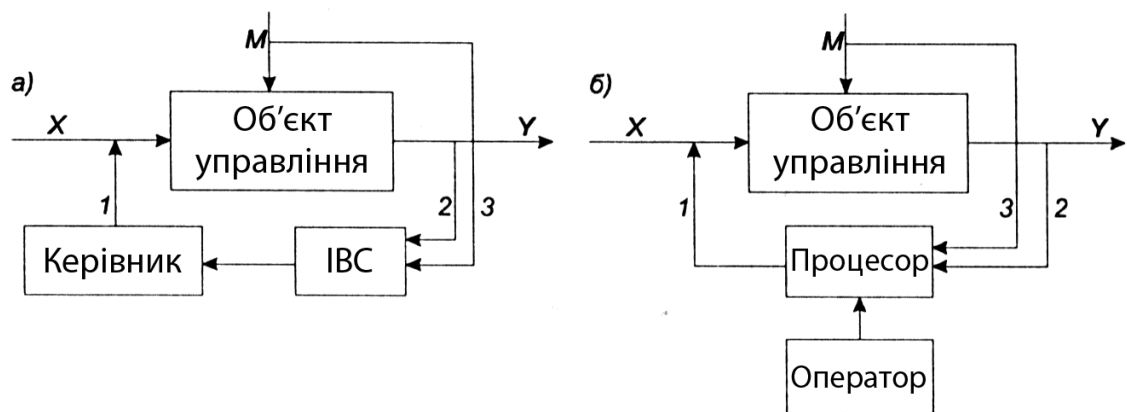 а)
М
X
Об’єкт
управління
Y
1
2
3
Керівник
ІВС
б)
М
X
Об’єкт
управління
Y
1
3
2
Процесор
Оператор